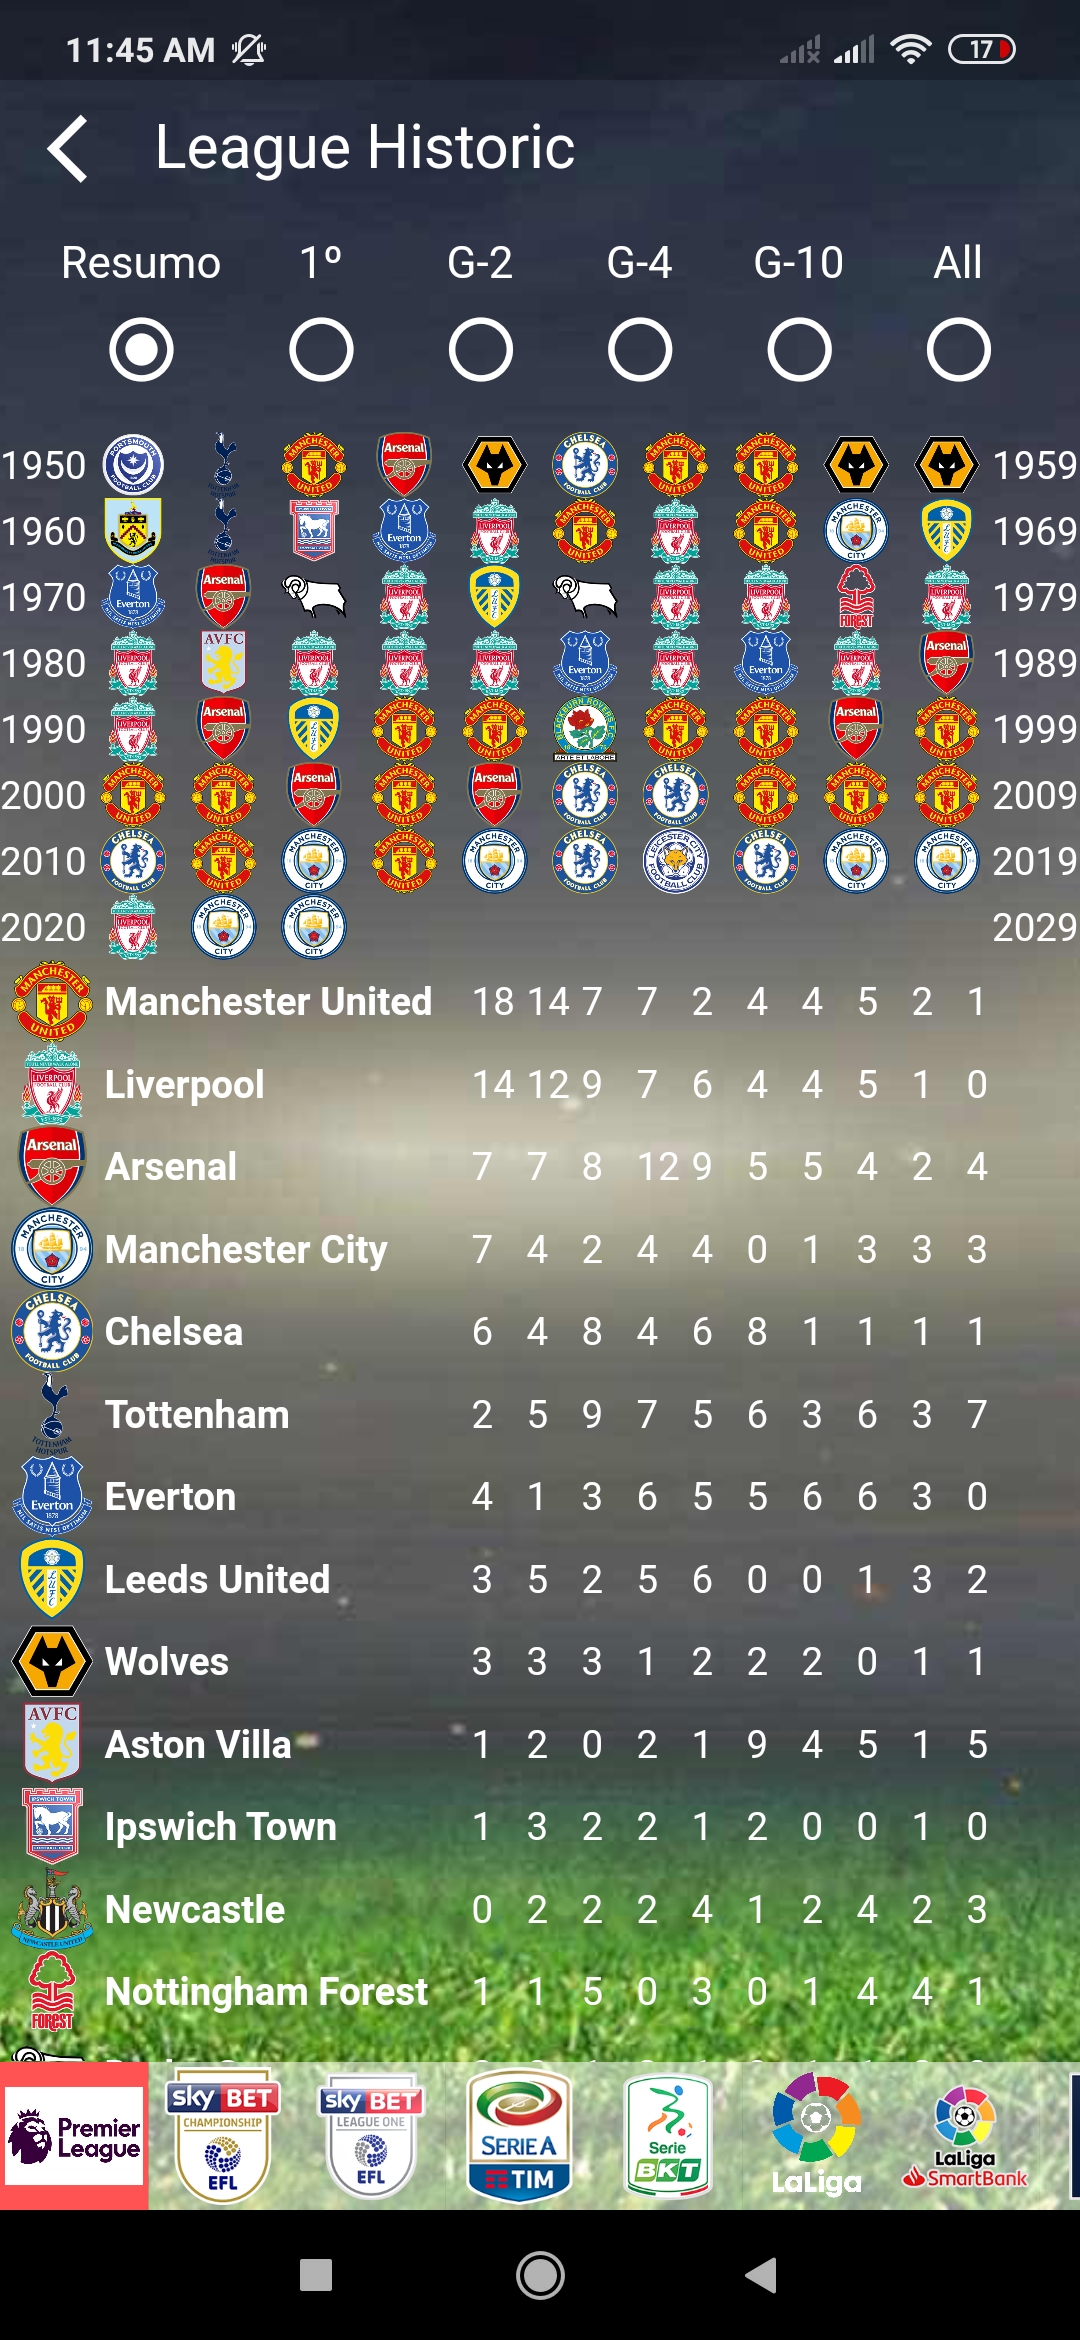 11:45 AM 17
League Historic
Resumo 1º G-2 G-4 G-10 All
1950 1959
1960 1969
1970 1979
1980 1989
1990 1999
2000 2009
2010 2019
2020 2029
Manchester United 18 14 7 7 2 4 4 5 2 1
Liverpool 14 12 9 7 6 4 4 5 1 0
Arsenal 7 7 8 12 9 5 5 4 2 4
Manchester City 7 4 2 4 4 0 1 3 3 3
Chelsea 6 4 8 4 6 8 1 1 1 1
Tottenham 2 5 9 7 5 6 3 6 3 7
Everton 4 1 3 6 5 5 6 6 3 0
Leeds United 3 5 2 5 6 0 0 1 3 2
Wolves 3 3 3 1 2 2 2 0 1 1
Aston Villa 1 2 0 2 1 9 4 5 1 5
Ipswich Town 1 3 2 2 1 2 0 0 1 0
Newcastle 0 2 2 2 4 1 2 4 2 3
Nottingham Forest 1 1 5 0 3 0 1 4 4 1
Premier League
sky BET CHAMPIONSHIP EFL
sky BET LEAGUE ONE EFL
SERIE A TIM
Serie BKT
LaLiga
LaLiga SmartBank